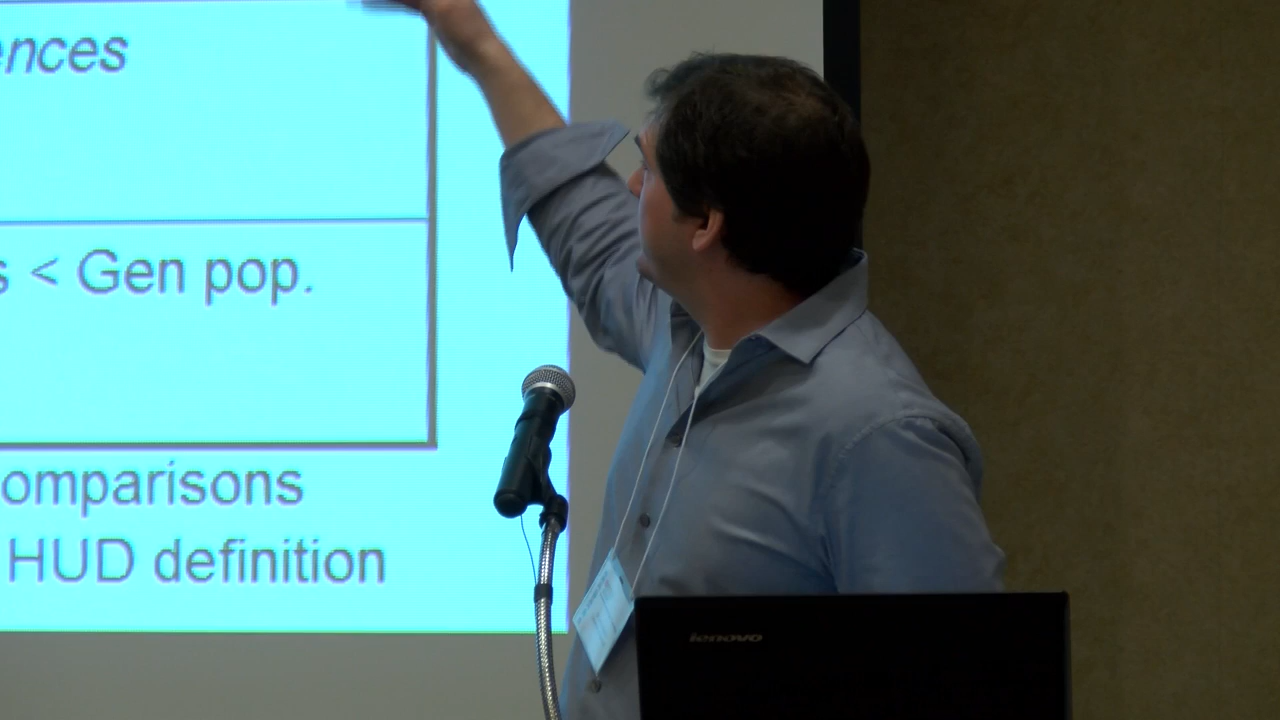 ences
s < Gen pop.
omparisons
HUD definition
lenovo